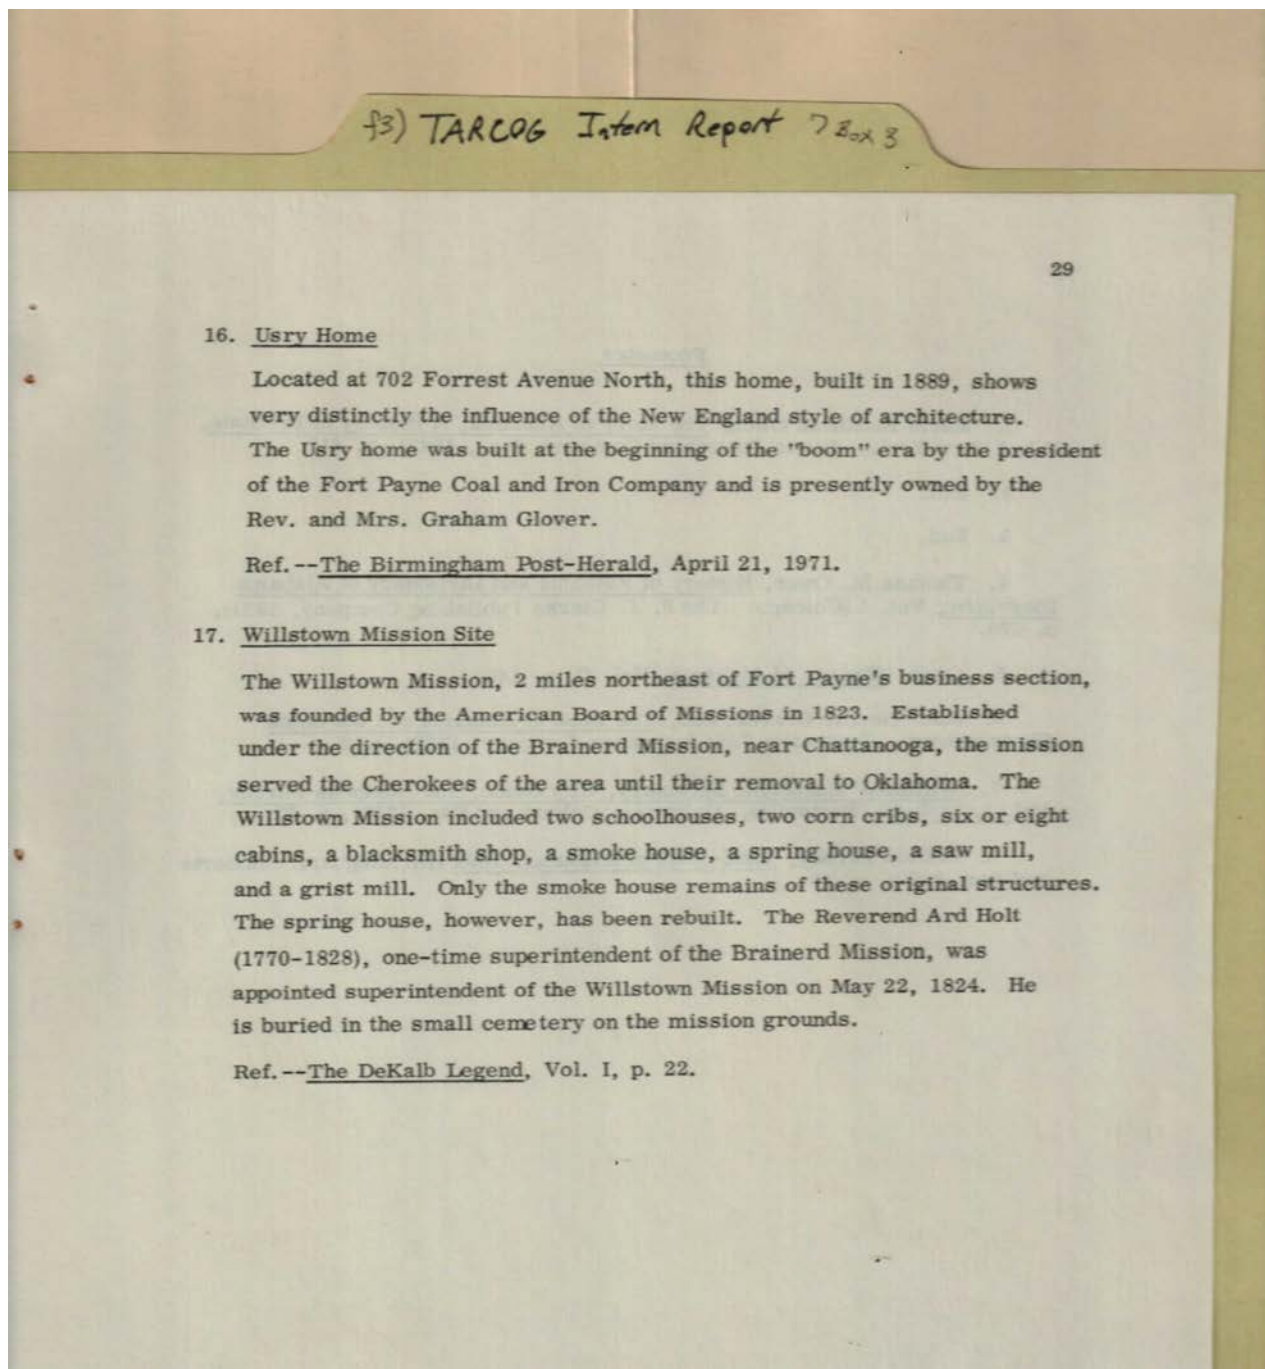 f3) TARCOG Intern Report 7 Box 3
29
16. Usry Home
Located at 702 Forrest Avenue North, this home, built in 1889, shows
very distinctly the influence of the New England style of architecture.
The Usry home was built at the beginning of the "boom" era by the president
of the Fort Payne Coal and Iron Company and is presently owned by the
Rev. and Mrs. Graham Glover.
Ref.--The Birmingham Post-Herald, April 21, 1971.
17. Willstown Mission Site
The Willstown Mission, 2 miles northeast of Fort Payne's business section,
was founded by the American Board of Missions in 1823. Established
under the direction of the Brainerd Mission, near Chattanooga, the mission
served the Cherokees of the area until their removal to Oklahoma. The
Willstown Mission included two schoolhouses, two corn cribs, six or eight
cabins, a blacksmith shop, a smoke house, a spring house, a saw mill,
and a grist mill. Only the smoke house remains of these original structures.
The spring house, however, has been rebuilt. The Reverend Ard Holt
(1770-1828), one-time superintendent of the Brainerd Mission, was
appointed superintendent of the Willstown Mission on May 22, 1824. He
is buried in the small cemetery on the mission grounds.
Ref.--The DeKalb Legend, Vol. I, p. 22.